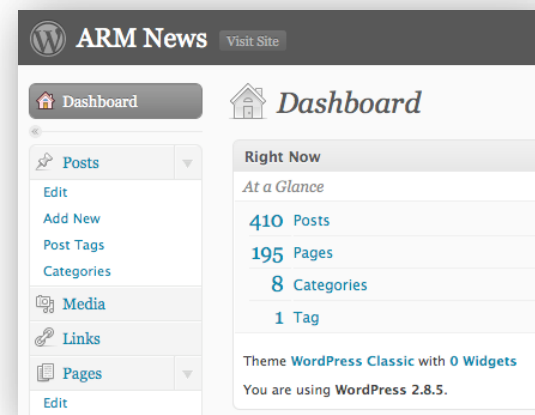 ARM News Visit Site
Dashboard
Posts
Edit
Add New
Post Tags
Categories
Media
Links
Pages
Edit
Dashboard
Right Now
At a Glance
410 Posts
195 Pages
8 Categories
1 Tag
Theme WordPress Classic with 0 Widgets
You are using WordPress 2.8.5.